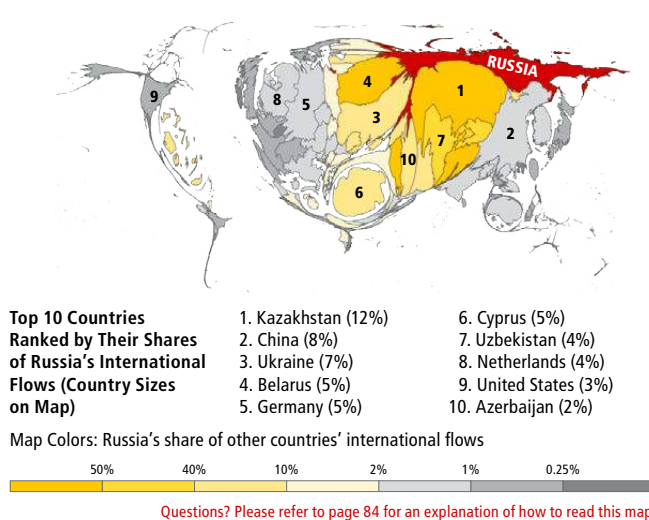 RUSSIA
4
1
9
8
5
3
2
7
10
6
Top 10 Countries
Ranked by Their Shares
of Russia's International
Flows (Country Sizes
on Map)
1. Kazakhstan (12%)
2. China (8%)
3. Ukraine (7%)
4. Belarus (5%)
5. Germany (5%)
6. Cyprus (5%)
7. Uzbekistan (4%)
8. Netherlands (4%)
9. United States (3%)
10. Azerbaijan (2%)
Map Colors: Russia's share of other countries' international flows
50% 40% 10% 2% 1% 0.25%
Questions? Please refer to page 84 for an explanation of how to read this map